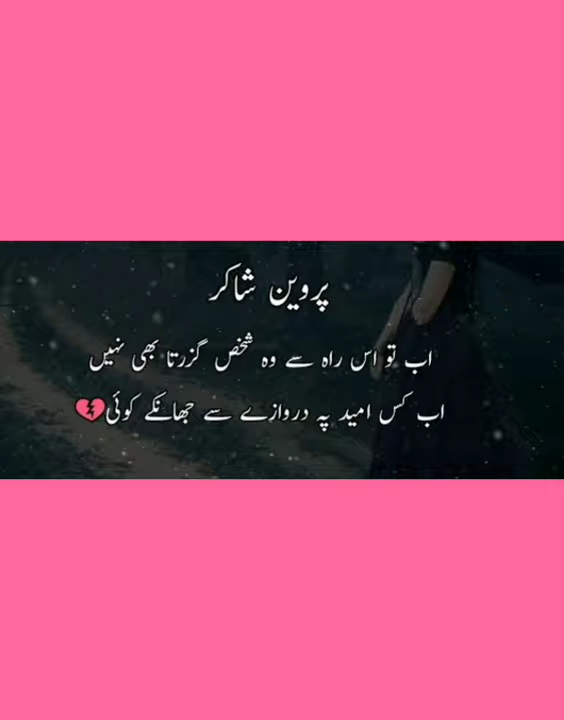 پروین شاکر
اب تو اس راہ سے وہ شخص گزرتا بھی نہیں
اب کس امید پہ دروازے سے جھانکے کوئی💔